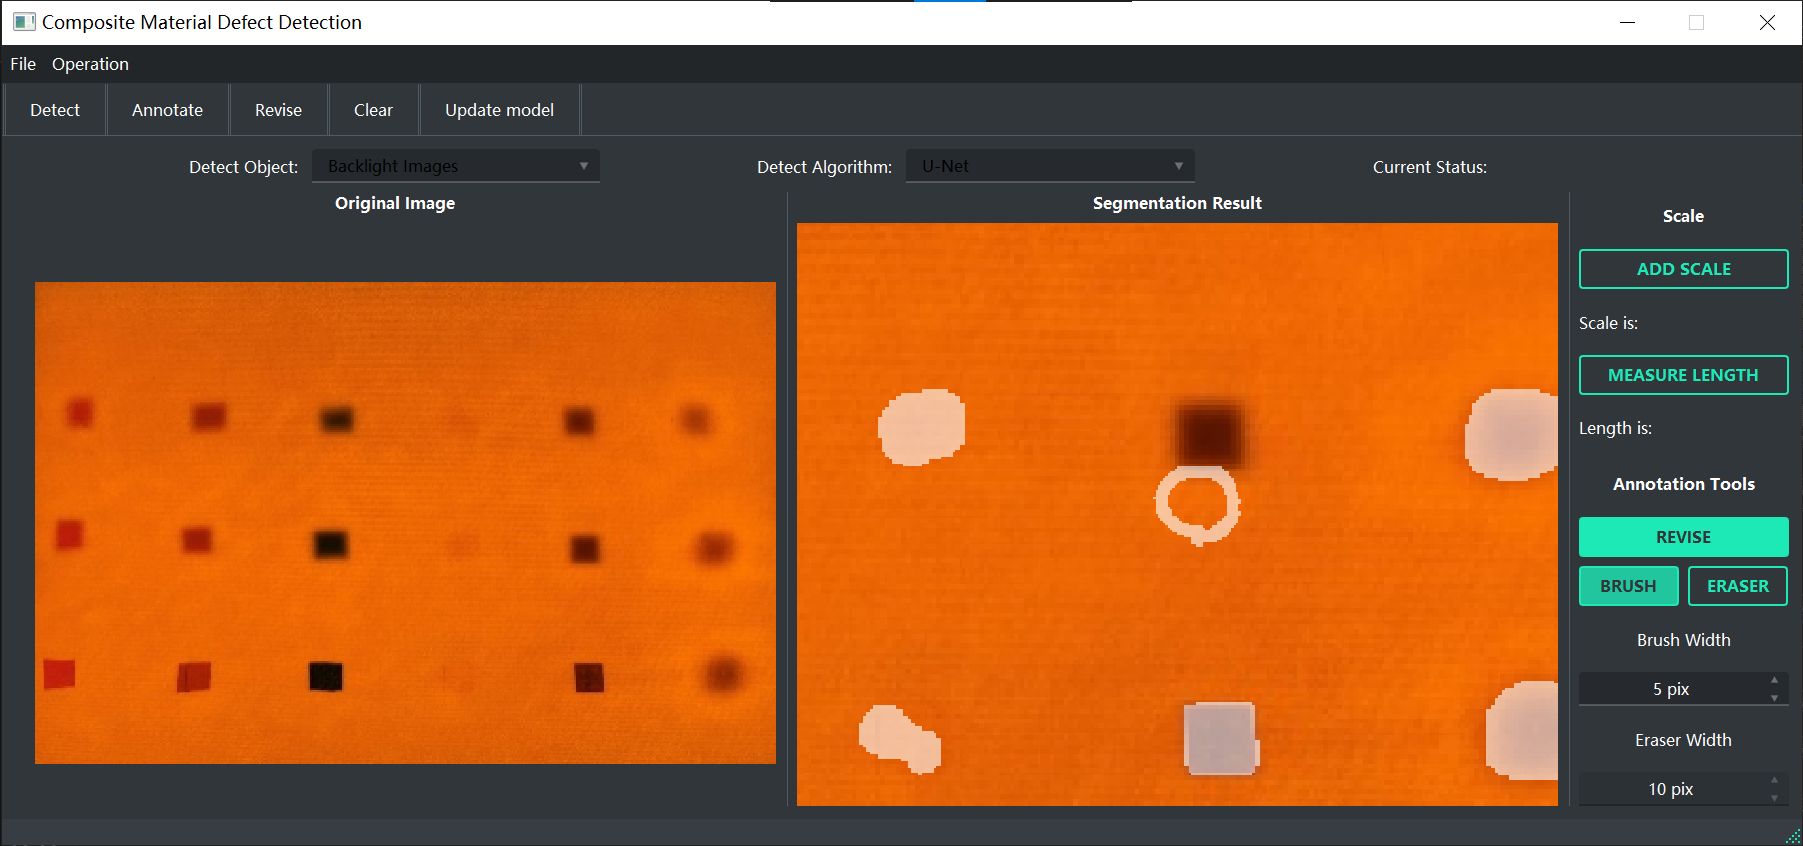 Composite Material Defect Detection
File Operation
Detect Annotate Revise Clear Update model
Detect Object: Backlight Images Detect Algorithm: U-Net Current Status:
Original Image
Segmentation Result
Scale
ADD SCALE
Scale is:
MEASURE LENGTH
Length is:
Annotation Tools
REVISE
BRUSH ERASER
Brush Width
5 pix
Eraser Width
10 pix